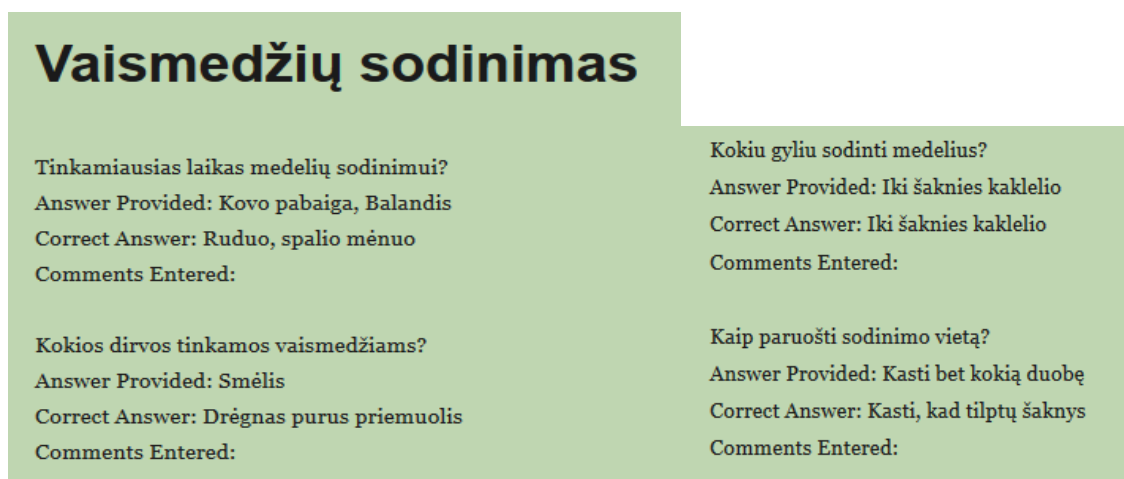 Vaismedžių sodinimas
Tinkamiausias laikas medelių sodinimui?
Answer Provided: Kovo pabaiga, Balandis
Correct Answer: Ruduo, spalio mėnuo
Comments Entered:
Kokios dirvos tinkamos vaismedžiams?
Answer Provided: Smėlis
Correct Answer: Drėgnas purus priemuolis
Comments Entered:
Kokiu gyliu sodinti medelius?
Answer Provided: Iki šaknies kaklelio
Correct Answer: Iki šaknies kaklelio
Comments Entered:
Kaip paruošti sodinimo vietą?
Answer Provided: Kasti bet kokią duobę
Correct Answer: Kasti, kad tilptų šaknys
Comments Entered: